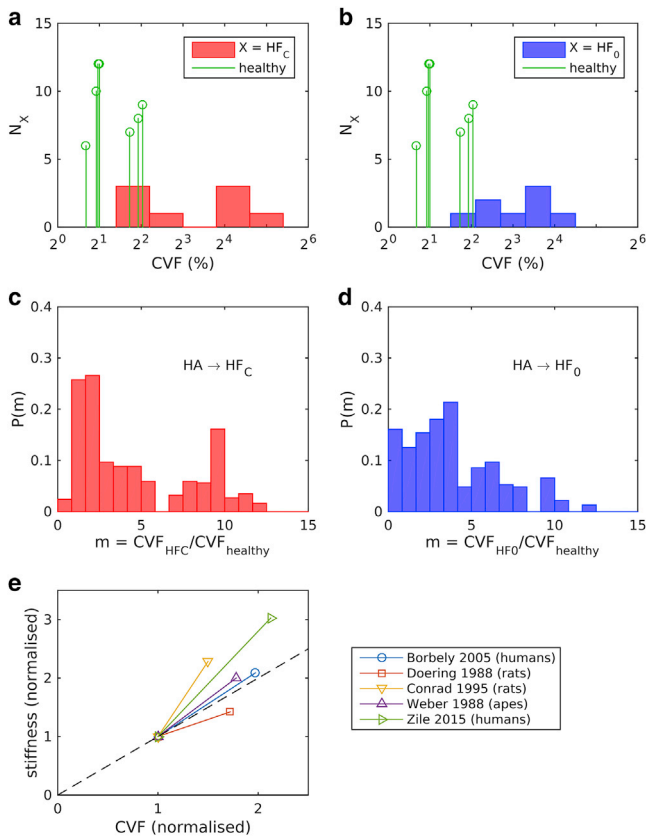 a
15
10
5
0
N_X
X = HF_C
healthy
2^0 2^1 2^2 2^3 2^4 2^6
CVF (%)
b
15
10
5
0
N_X
X = HF_0
healthy
2^0 2^1 2^2 2^3 2^4 2^6
CVF (%)
c
0.4
0.3
0.2
0.1
0
P(m)
HA → HF_C
0 5 10 15
m = CVF_HFC/CVF_healthy
d
0.4
0.3
0.2
0.1
0
P(m)
HA → HF_0
0 5 10 15
m = CVF_HF0/CVF_healthy
e
3
2
1
0
stiffness (normalised)
0 1 2
CVF (normalised)
Borbely 2005 (humans)
Doering 1988 (rats)
Conrad 1995 (rats)
Weber 1988 (apes)
Zile 2015 (humans)